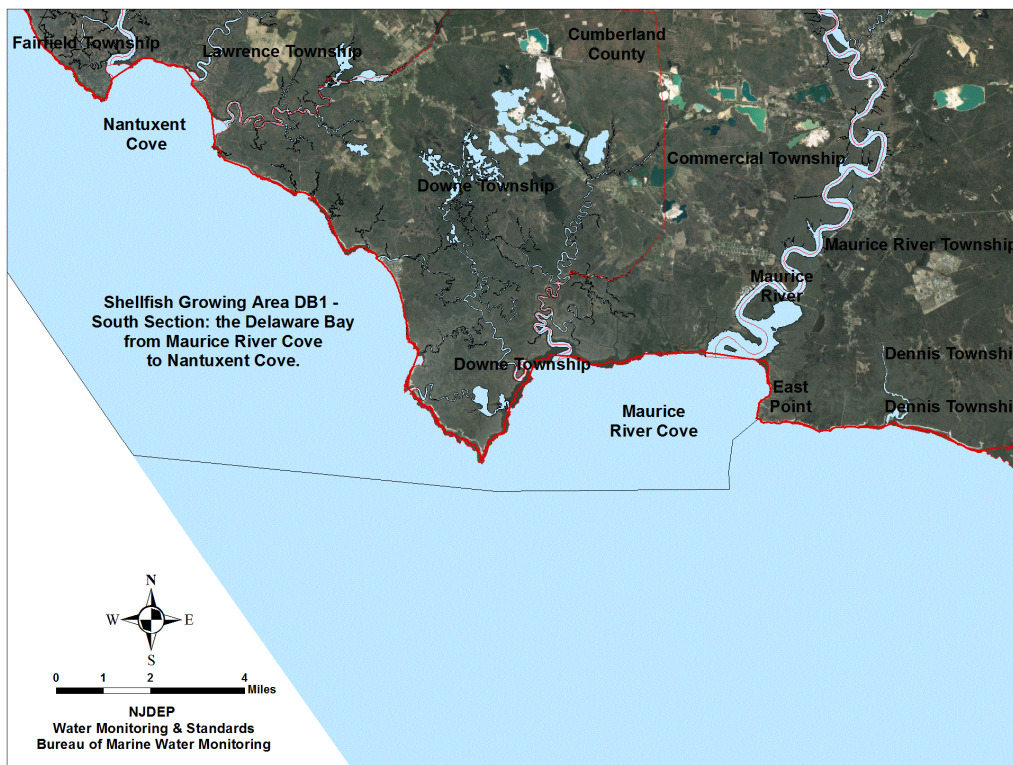 Fairfield Township
Lawrence Township
Cumberland
County
Nantuxent
Cove
Commercial Township
Downe Township
Maurice River Township
Maurice
River
Shellfish Growing Area DB1 -
South Section: the Delaware Bay
from Maurice River Cove
to Nantuxent Cove.
Dennis Townshi
Downe Township
East
Point
Dennis Townshi
Maurice
River Cove
N
W
E
S
0 1 2 4
Miles
NJDEP
Water Monitoring & Standards
Bureau of Marine Water Monitoring